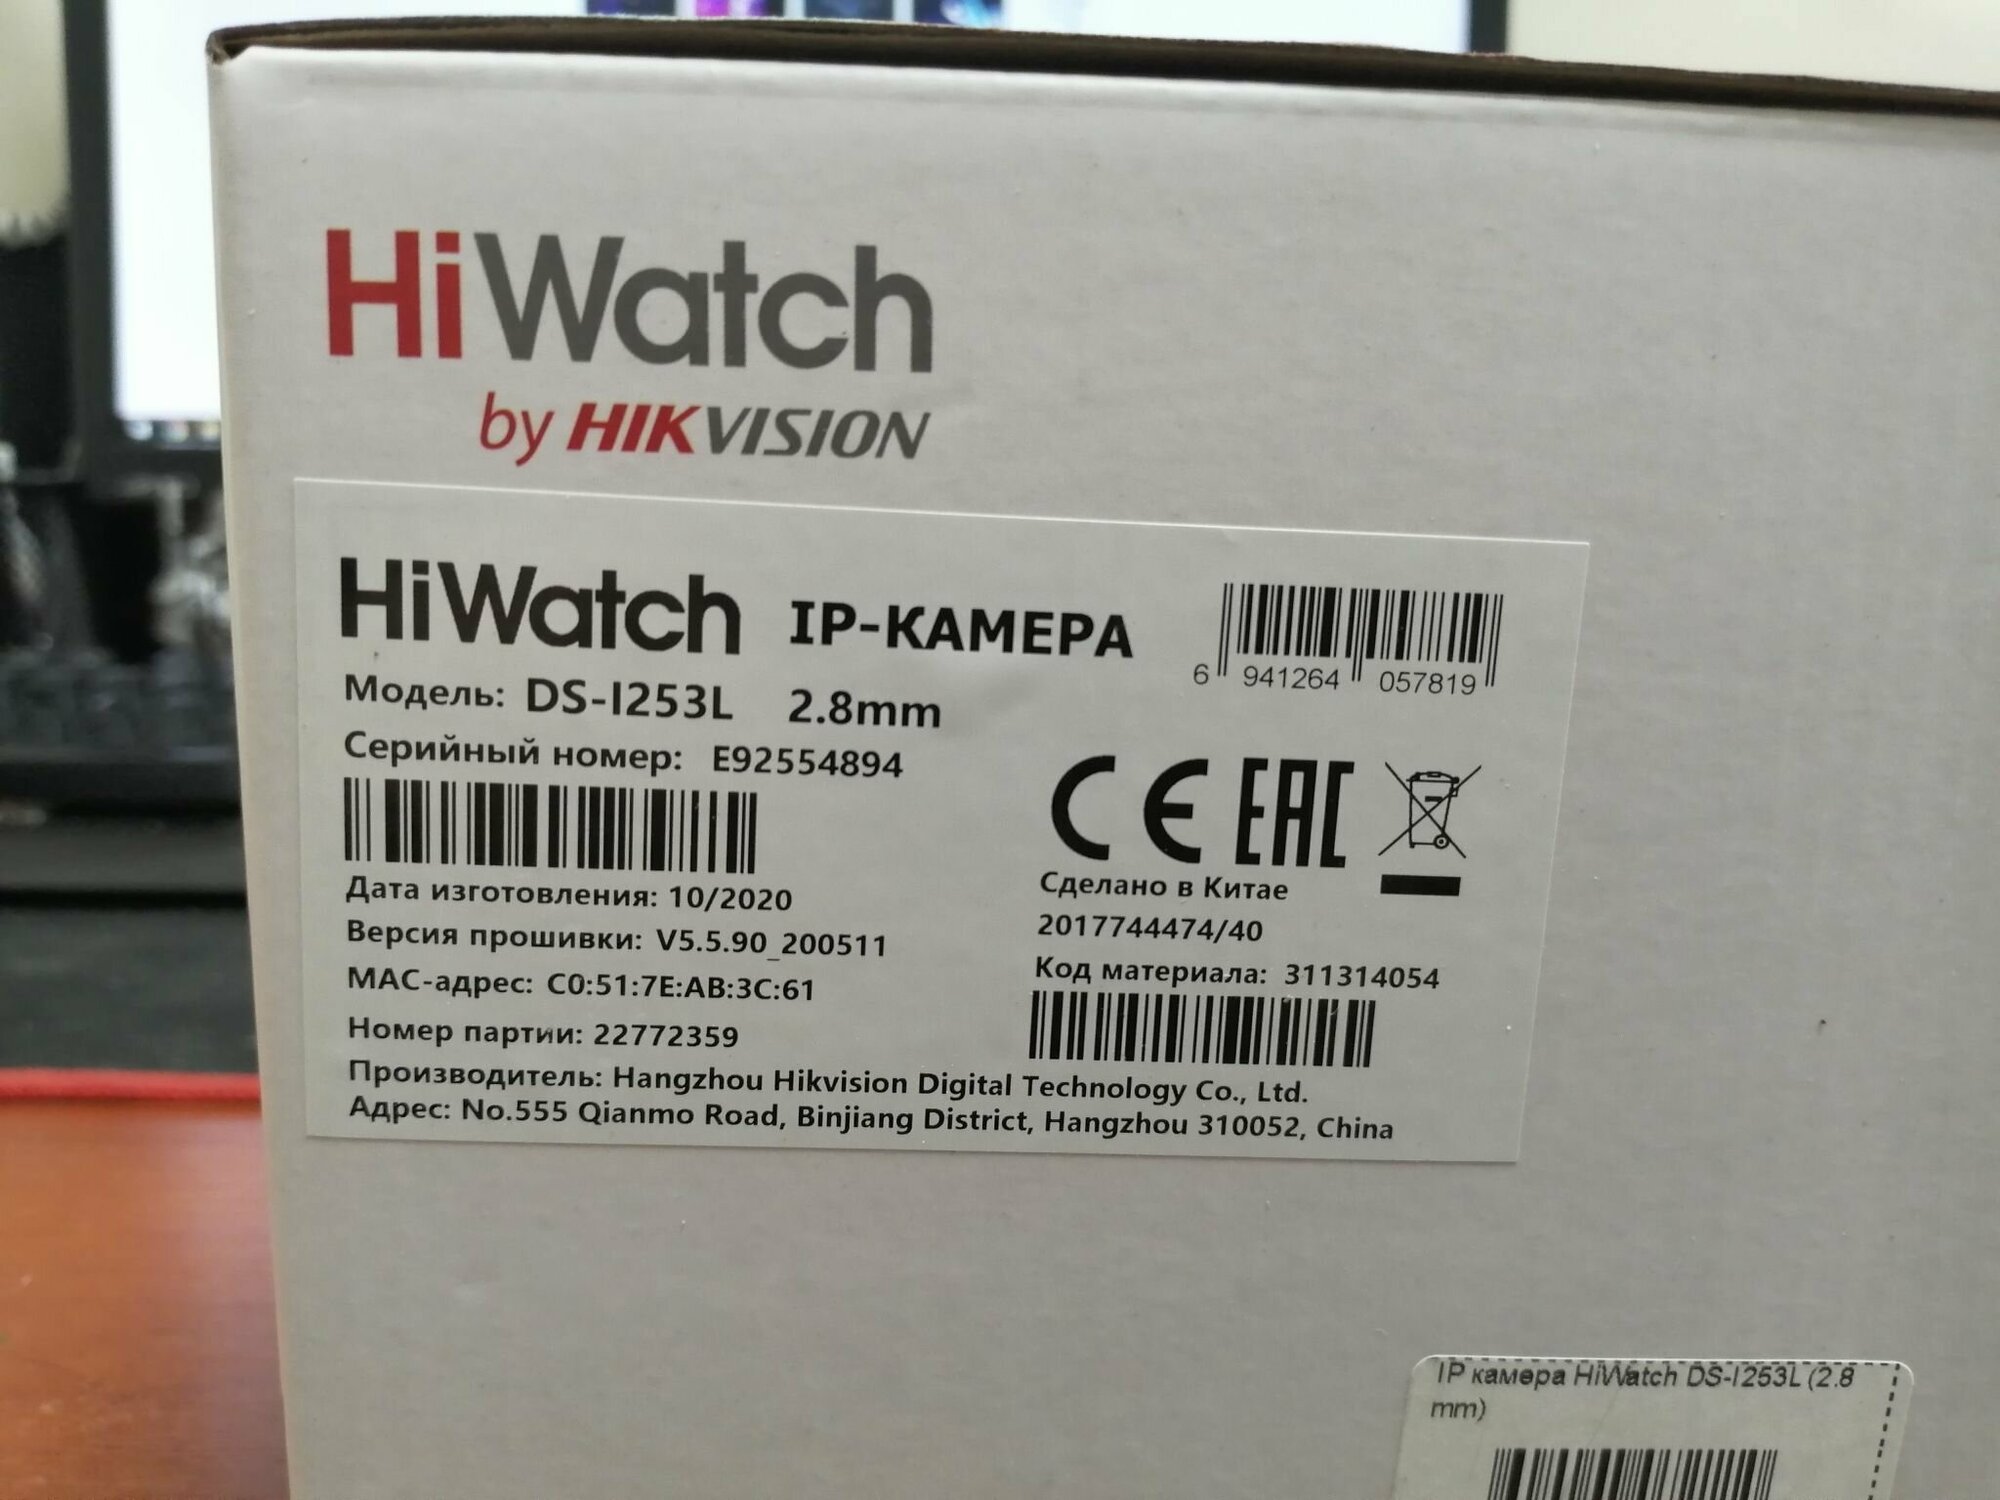 HiWatch
by HIKVISION
HiWatch IP-КАМЕРА
6 941264 057819
Модель: DS-I253L 2.8mm
Серийный номер: E92554894
CE EAC
Дата изготовления: 10/2020
Сделано в Китае
Версия прошивки: V5.5.90_200511
2017744474/40
MAC-адрес: C0:51:7E:AB:3C:61
Код материала: 311314054
Номер партии: 22772359
Производитель: Hangzhou Hikvision Digital Technology Co., Ltd.
Адрес: No.555 Qianmo Road, Binjiang District, Hangzhou 310052, China
IP камера HiWatch DS-I253L (2.8
mm)